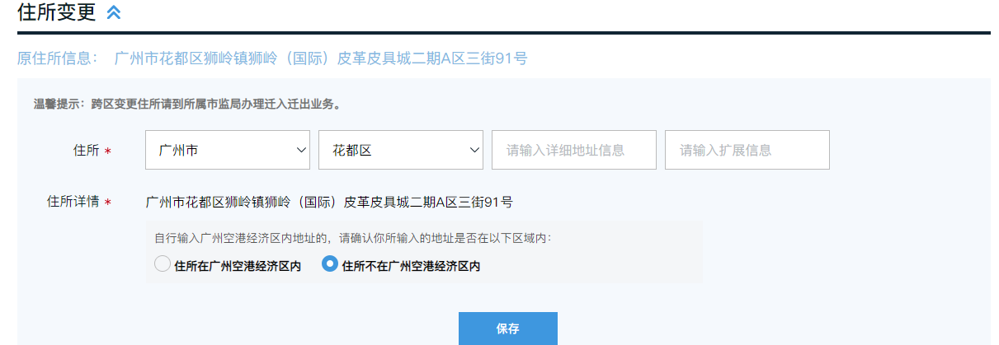 住所变更
原住所信息： 广州市花都区狮岭镇狮岭（国际）皮革皮具城二期A区三街91号
温馨提示：跨区变更住所请到所属市监局办理迁入迁出业务。
住所 * 广州市 花都区 请输入详细地址信息 请输入扩展信息
住所详情 * 广州市花都区狮岭镇狮岭（国际）皮革皮具城二期A区三街91号
自行输入广州空港经济区内地址的，请确认你所输入的地址是否在以下区域内：
住所在广州空港经济区内 住所不在广州空港经济区内
保存